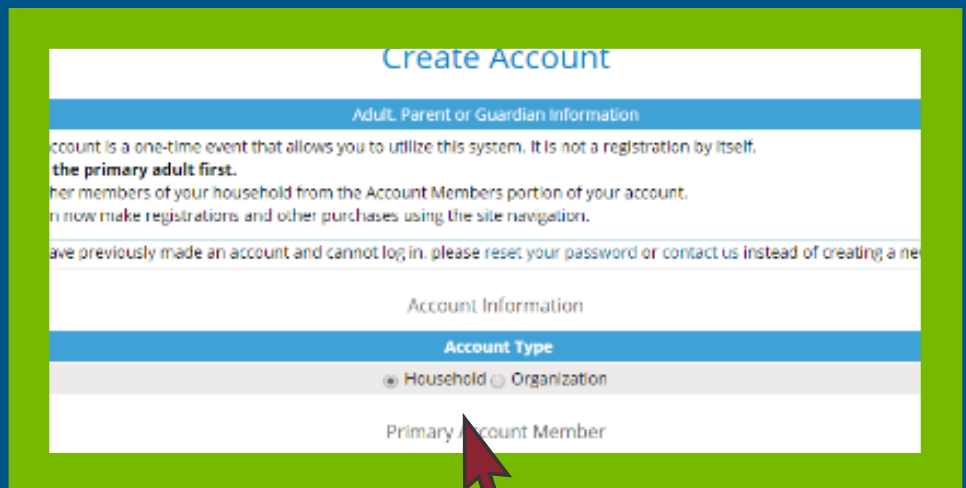 Create Account
Adult, Parent or Guardian Information
ccount is a one-time event that allows you to utilize this system. It is not a registration by itself.
the primary adult first.
her members of your household from the Account Members portion of your account.
n now make registrations and other purchases using the site navigation.
ave previously made an account and cannot log in, please reset your password or contact us instead of creating a ne
Account Information
Account Type
Household Organization
Primary Account Member